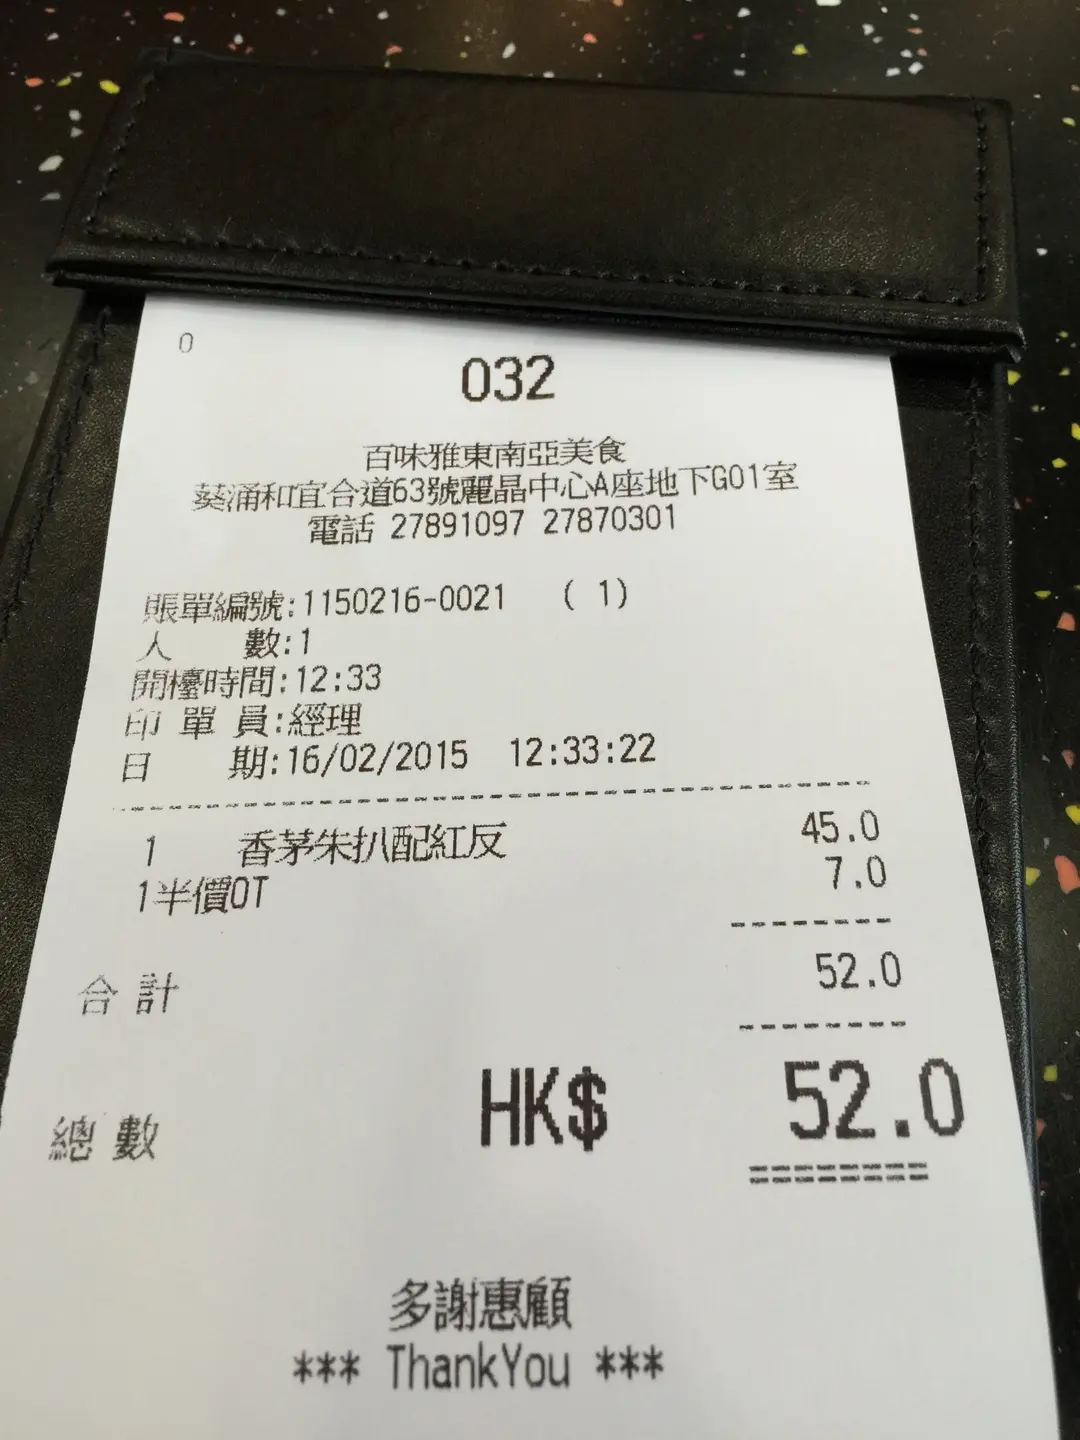 0
032
百味雅東南亞美食
葵涌和宜合道63號麗晶中心A座地下G01室
電話 27891097 27870301
賬單編號:1150216-0021 ( 1)
人 數:1
開檯時間:12:33
印 單 員:經理
日 期:16/02/2015 12:33:22
1 香茅朱扒配紅反 45.0
1半價OT 7.0
合 計 52.0
總 數 HK$ 52.0
多謝惠顧
*** ThankYou ***